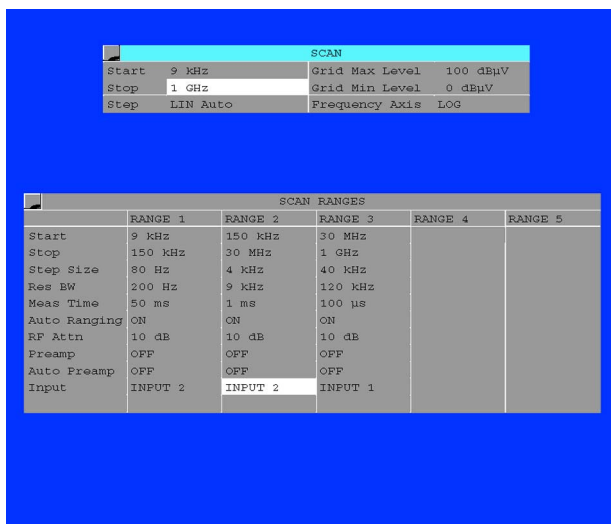 SCAN
Start 9 kHz Grid Max Level 100 dBµV
Stop 1 GHz Grid Min Level 0 dBµV
Step LIN Auto Frequency Axis LOG
SCAN RANGES
RANGE 1 RANGE 2 RANGE 3 RANGE 4 RANGE 5
Start 9 kHz 150 kHz 30 MHz
Stop 150 kHz 30 MHz 1 GHz
Step Size 80 Hz 4 kHz 40 kHz
Res BW 200 Hz 9 kHz 120 kHz
Meas Time 50 ms 1 ms 100 µs
Auto Ranging ON ON ON
RF Attn 10 dB 10 dB 10 dB
Preamp OFF OFF OFF
Auto Preamp OFF OFF OFF
Input INPUT 2 INPUT 2 INPUT 1